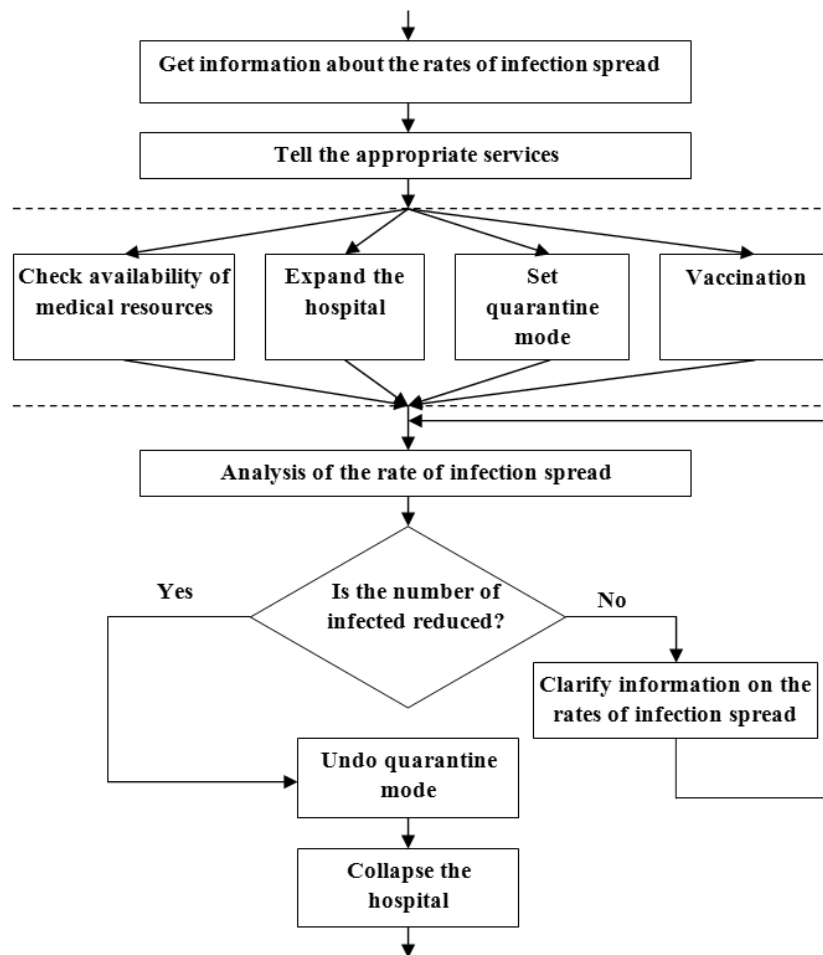 Get information about the rates of infection spread
Tell the appropriate services
Check availability of
medical resources
Expand the
hospital
Set
quarantine
mode
Vaccination
Analysis of the rate of infection spread
Is the number of
infected reduced?
Yes
No
Clarify information on the
rates of infection spread
Undo quarantine
mode
Collapse the
hospital